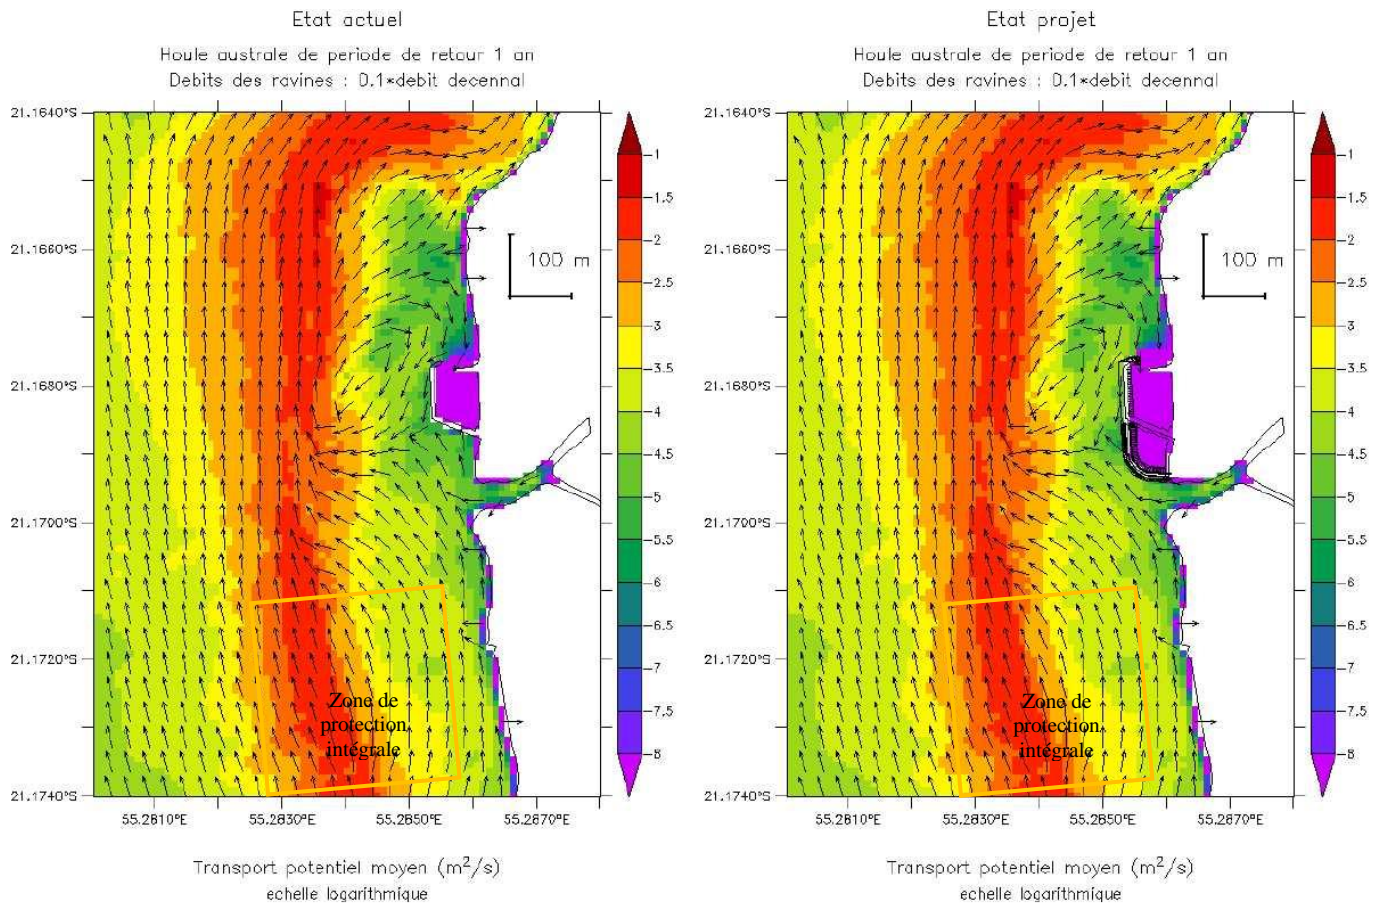 Etat actuel
Houle australe de periode de retour 1 an
Debits des ravines : 0.1*debit decennal
21.1640°S
21.1660°S
21.1680°S
21.1700°S
21.1720°S
21.1740°S
55.2810°E
55.2830°E
55.2850°E
55.2870°E
100 m
Zone de
protection
intégrale
-1
-1.5
-2
-2.5
-3
-3.5
-4
-4.5
-5
-5.5
-6
-6.5
-7
-7.5
-8
Transport potentiel moyen (m²/s)
echelle logarithmique
Etat projet
Houle australe de periode de retour 1 an
Debits des ravines : 0.1*debit decennal
21.1640°S
21.1660°S
21.1680°S
21.1700°S
21.1720°S
21.1740°S
55.2810°E
55.2830°E
55.2850°E
55.2870°E
100 m
Zone de
protection
intégrale
-1
-1.5
-2
-2.5
-3
-3.5
-4
-4.5
-5
-5.5
-6
-6.5
-7
-7.5
-8
Transport potentiel moyen (m²/s)
echelle logarithmique